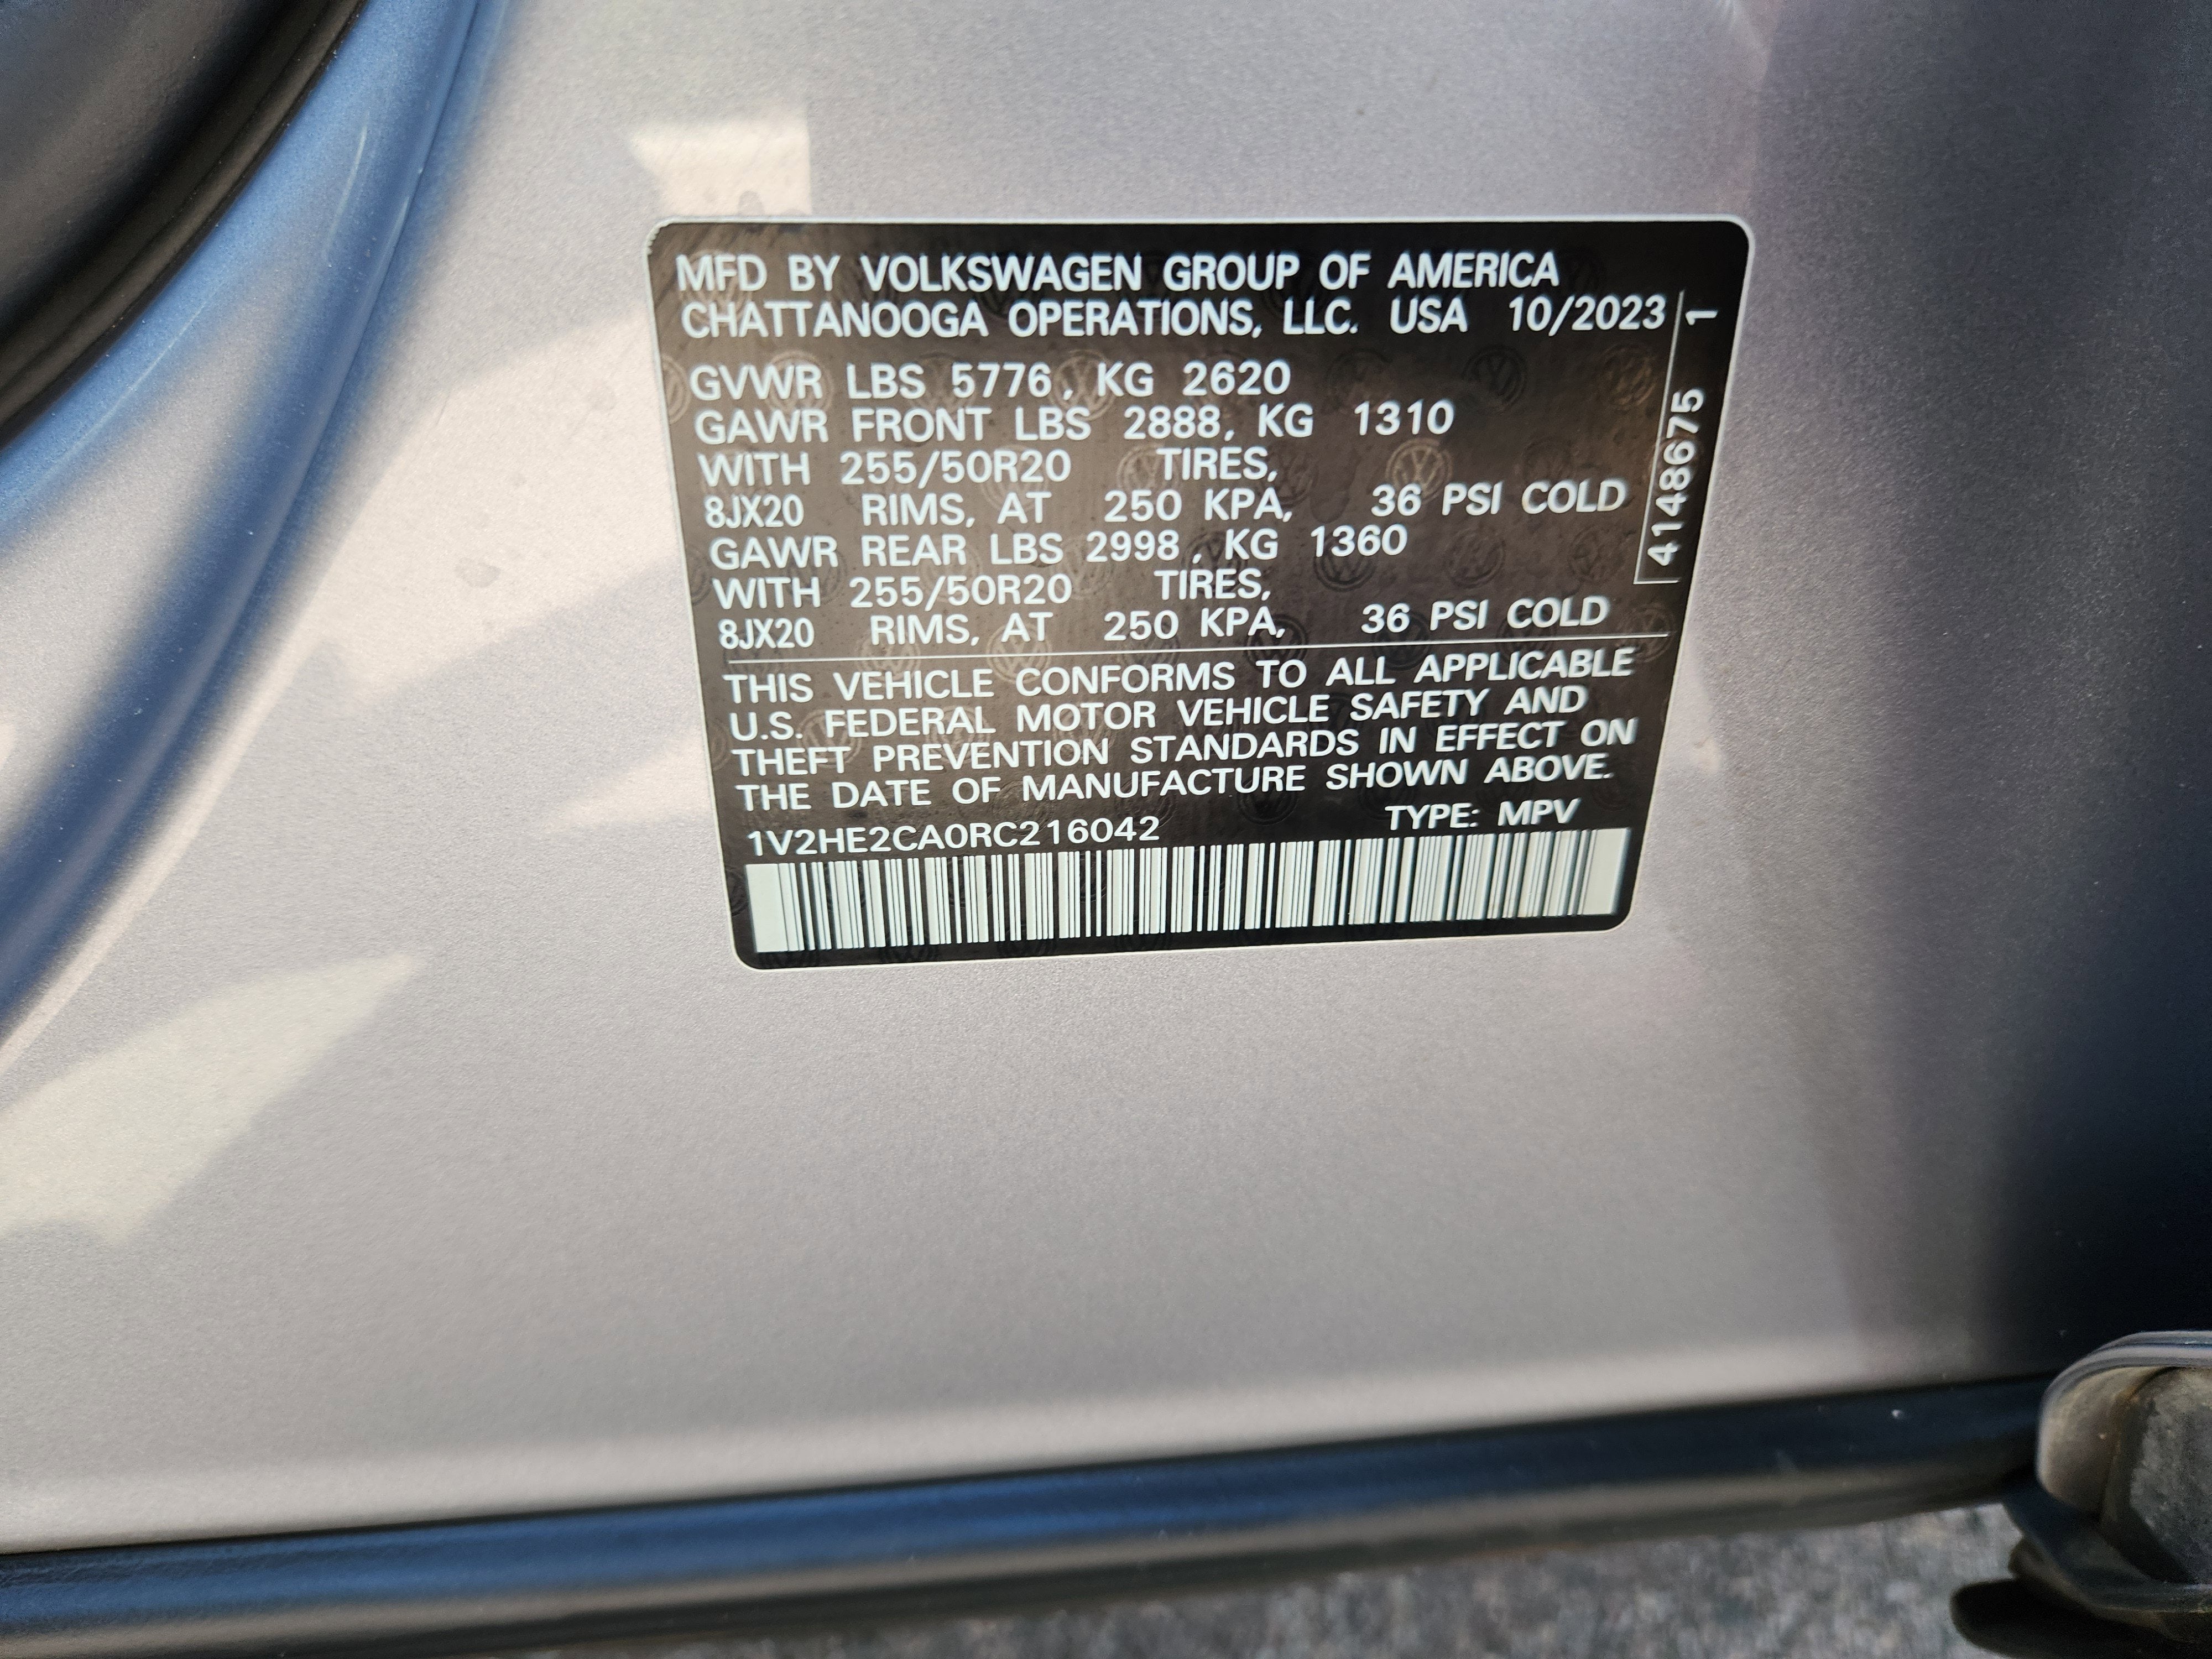 MFD BY VOLKSWAGEN GROUP OF AMERICA
CHATTANOOGA OPERATIONS, LLC. USA 10/2023
GVWR LBS 5776, KG 2620
GAWR FRONT LBS 2888, KG 1310
WITH 255/50R20 TIRES,
8JX20 RIMS, AT 250 KPA, 36 PSI COLD
GAWR REAR LBS 2998, KG 1360
WITH 255/50R20 TIRES,
8JX20 RIMS, AT 250 KPA, 36 PSI COLD
THIS VEHICLE CONFORMS TO ALL APPLICABLE
U.S. FEDERAL MOTOR VEHICLE SAFETY AND
THEFT PREVENTION STANDARDS IN EFFECT ON
THE DATE OF MANUFACTURE SHOWN ABOVE.
1V2HE2CA0RC216042 TYPE: MPV
4148675 1